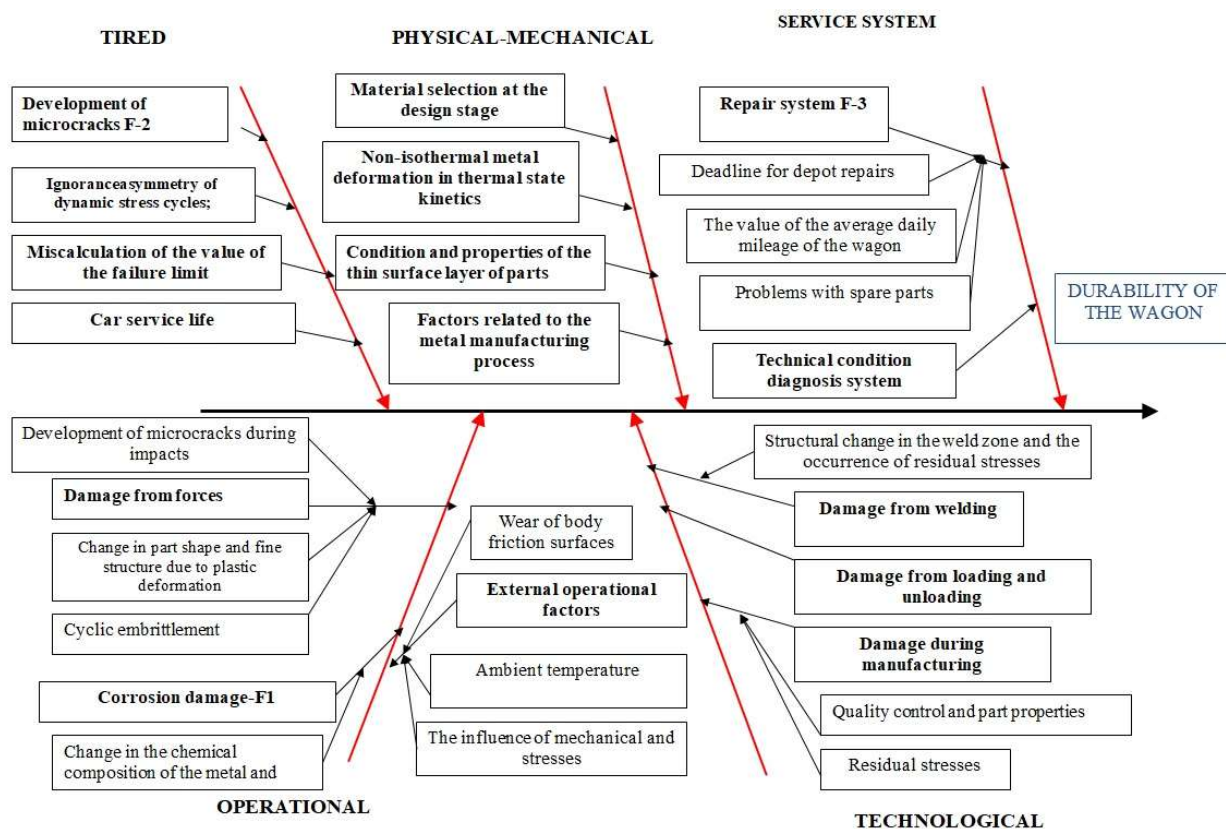 TIRED
PHYSICAL-MECHANICAL
SERVICE SYSTEM
Development of
microcracks F-2
Ignoranceasymmetry of
dynamic stress cycles;
Miscalculation of the value of
the failure limit
Car service life
Material selection at the
design stage
Non-isothermal metal
deformation in thermal state
kinetics
Condition and properties of the
thin surface layer of parts
Factors related to the
metal manufacturing
process
Repair system F-3
Deadline for depot repairs
The value of the average daily
mileage of the wagon
Problems with spare parts
Technical condition
diagnosis system
DURABILITY OF
THE WAGON
Development of microcracks during
impacts
Damage from forces
Change in part shape and fine
structure due to plastic
deformation
Cyclic embrittlement
Corrosion damage-F1
Change in the chemical
composition of the metal and
Wear of body
friction surfaces
External operational
factors
Ambient temperature
The influence of mechanical and
stresses
Structural change in the weld zone and the
occurrence of residual stresses
Damage from welding
Damage from loading and
unloading
Damage during
manufacturing
Quality control and part properties
Residual stresses
OPERATIONAL
TECHNOLOGICAL